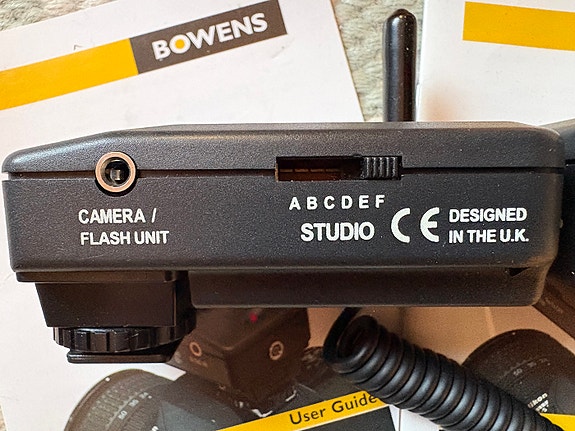 BOWENS
CAMERA /
FLASH UNIT
A B C D E F
STUDIO CE DESIGNED
IN THE U.K.
User Guide